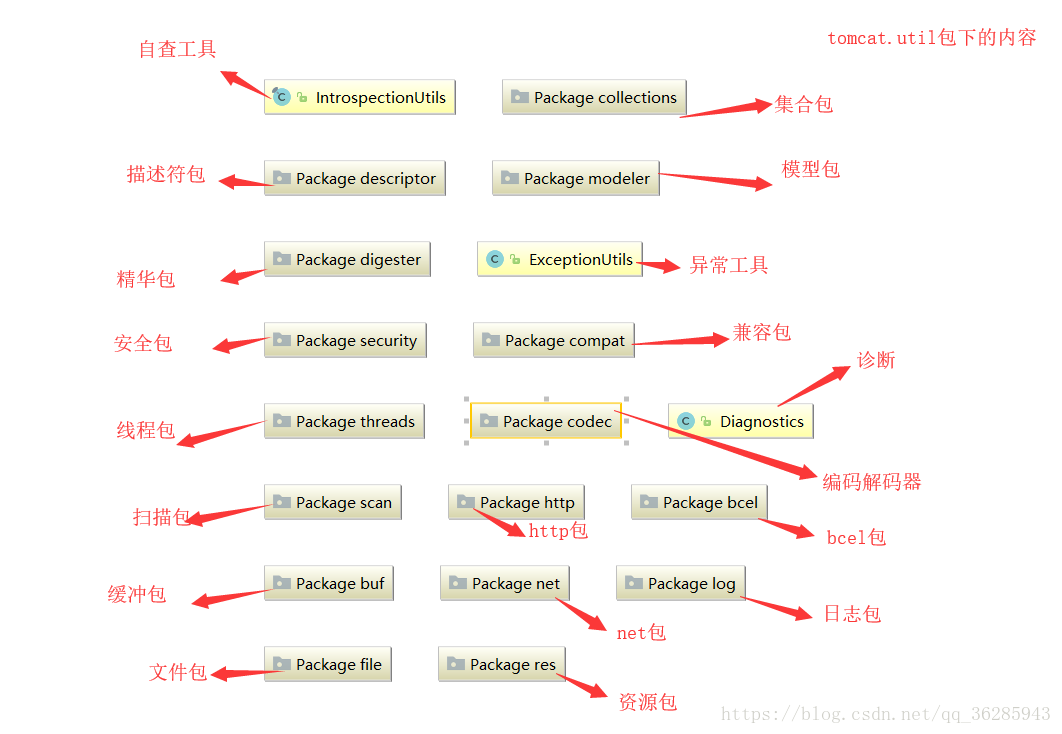 tomcat.util包下的内容
自查工具
IntrospectionUtils
Package collections
集合包
描述符包
Package descriptor
Package modeler
模型包
精华包
Package digester
ExceptionUtils
异常工具
安全包
Package security
Package compat
兼容包
诊断
线程包
Package threads
Package codec
Diagnostics
编码解码器
扫描包
Package scan
Package http
http包
Package bcel
bcel包
缓冲包
Package buf
Package net
net包
Package log
日志包
文件包
Package file
Package res
资源包
https://blog.csdn.net/qq_36285943